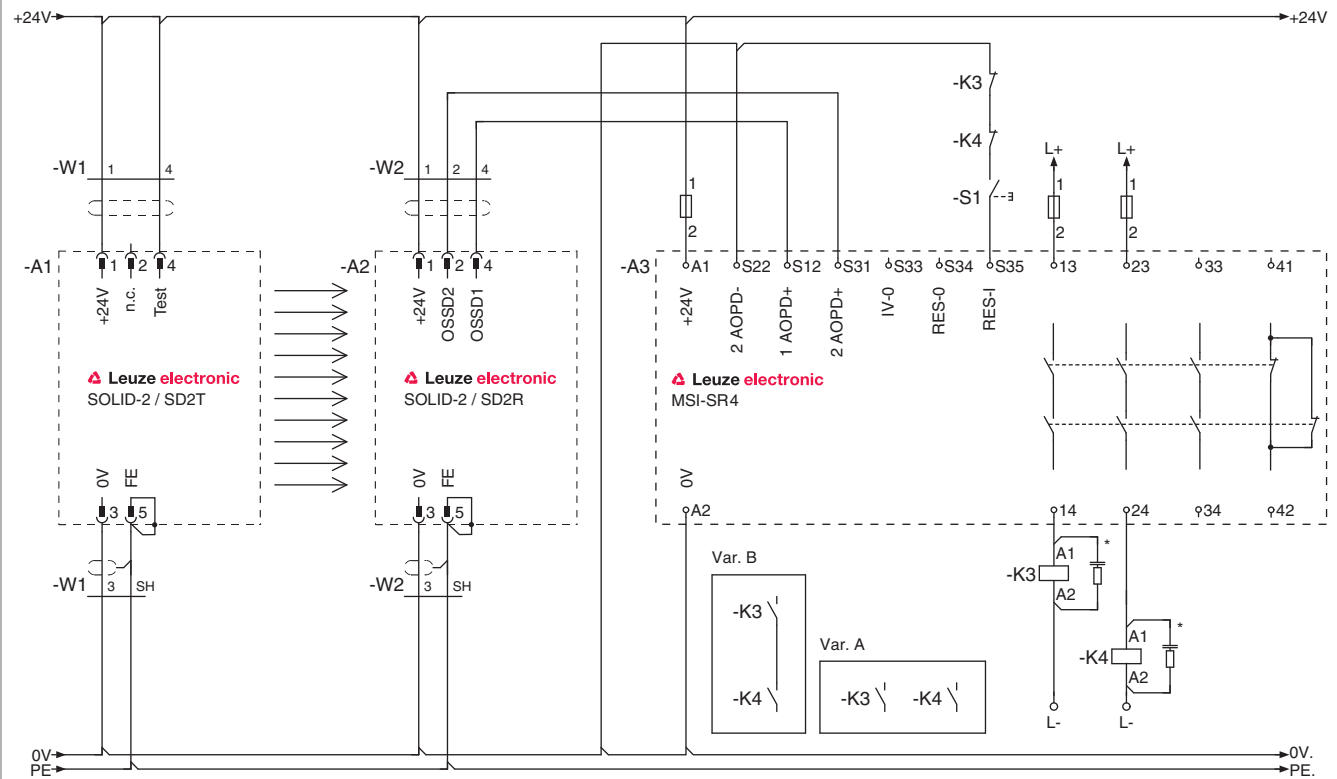 +24V +24V
-K3
-K4 L+ L+
-W1 1 4 -W2 1 2 4
-S1 1 1 1
2 2 2
-A1 1 2 4 -A2 1 2 4 -A3 A1 S22 S12 S31 S33 S34 S35 13 23 33 41
+24V n.c. Test +24V OSSD2 OSSD1 +24V 2 AOPD- 1 AOPD+ 2 AOPD+ IV-0 RES-0 RES-I
Leuze electronic Leuze electronic Leuze electronic
SOLID-2 / SD2T SOLID-2 / SD2R MSI-SR4
0V FE 0V FE 0V
3 5 3 5 A2 14 24 34 42
Var. B
A1 *
-K3
A2
-W1 3 SH -W2 3 SH
-K3
Var. A
A1 *
-K4
A2
-K4 -K3 -K4
L- L-
0V 0V.
PE PE.